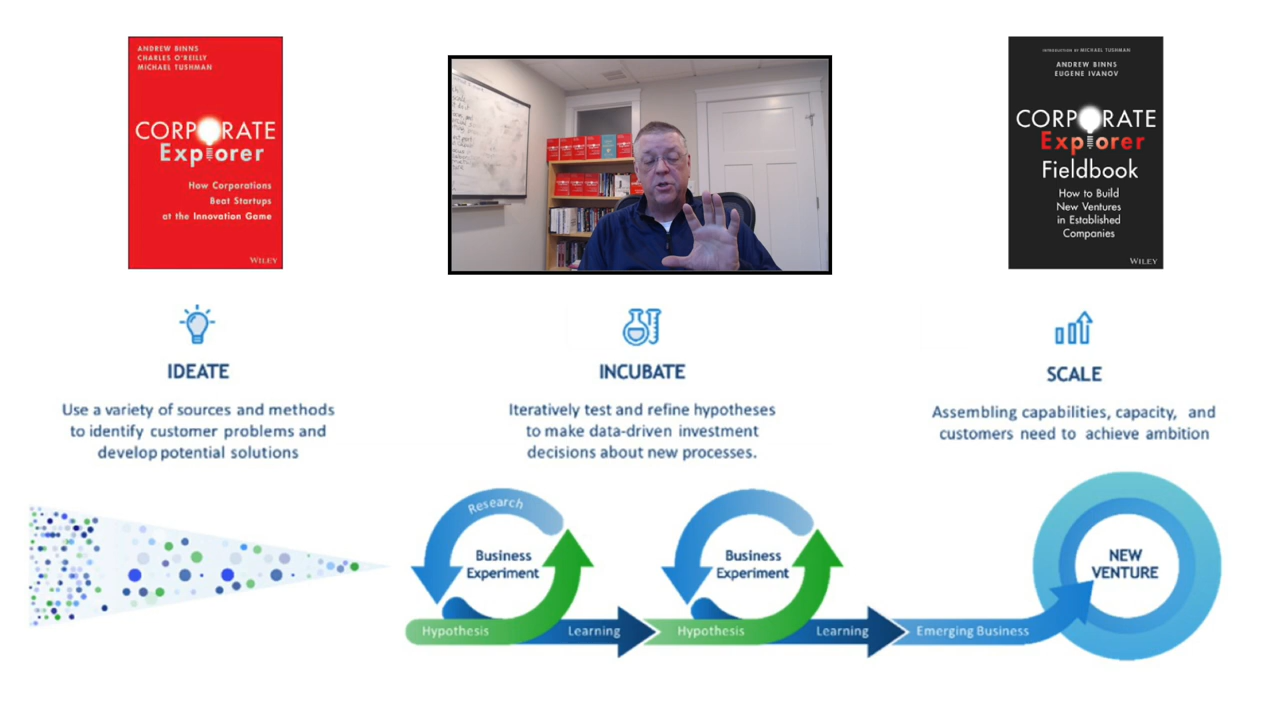 ANDREW BINNS
CHARLES O'REILLY
MICHAEL TUSHMAN
CORPORATE
Explorer
How Corporations
Beat Startups
at the Innovation Game
WILEY
INTRODUCTION BY MICHAEL TUSHMAN
ANDREW BINNS
EUGENE IVANOV
CORPORATE
Explorer
Fieldbook
How to Build
New Ventures
in Established
Companies
WILEY
IDEATE
Use a variety of sources and methods
to identify customer problems and
develop potential solutions
INCUBATE
Iteratively test and refine hypotheses
to make data-driven investment
decisions about new processes.
SCALE
Assembling capabilities, capacity, and
customers need to achieve ambition
Research
Business
Experiment
Hypothesis
Learning
Business
Experiment
Hypothesis
Learning
Emerging Business
NEW
VENTURE